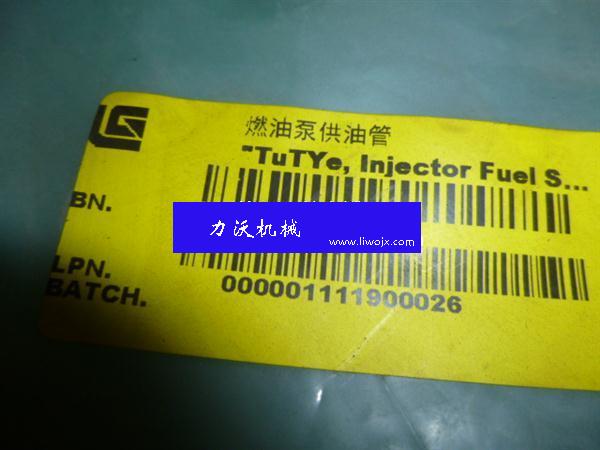 燃油泵供油管
"TuTYe, Injector Fuel S...
BN.
力沃机械
www.liwojx.com
LPN.
BATCH.
000001111900026